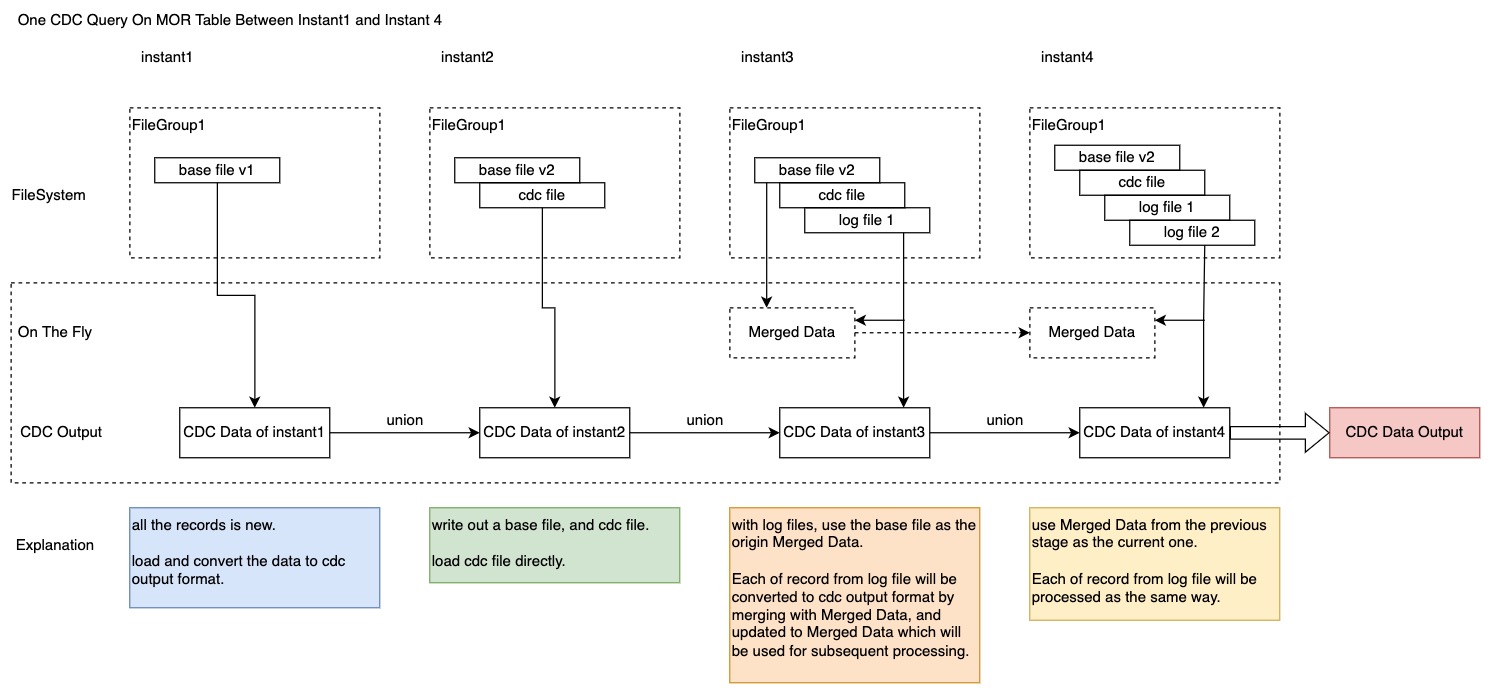 One CDC Query On MOR Table Between Instant1 and Instant 4
instant1
instant2
instant3
instant4
FileSystem
FileGroup1
base file v1
FileGroup1
base file v2
cdc file
FileGroup1
base file v2
cdc file
log file 1
FileGroup1
base file v2
cdc file
log file 1
log file 2
On The Fly
Merged Data
Merged Data
CDC Output
CDC Data of instant1
union
CDC Data of instant2
union
CDC Data of instant3
union
CDC Data of instant4
CDC Data Output
Explanation
all the records is new.
load and convert the data to cdc
output format.
write out a base file, and cdc file.
load cdc file directly.
with log files, use the base file as the
origin Merged Data.
Each of record from log file will be
converted to cdc output format by
merging with Merged Data, and
updated to Merged Data which will
be used for subsequent processing.
use Merged Data from the previous
stage as the current one.
Each of record from log file will be
processed as the same way.